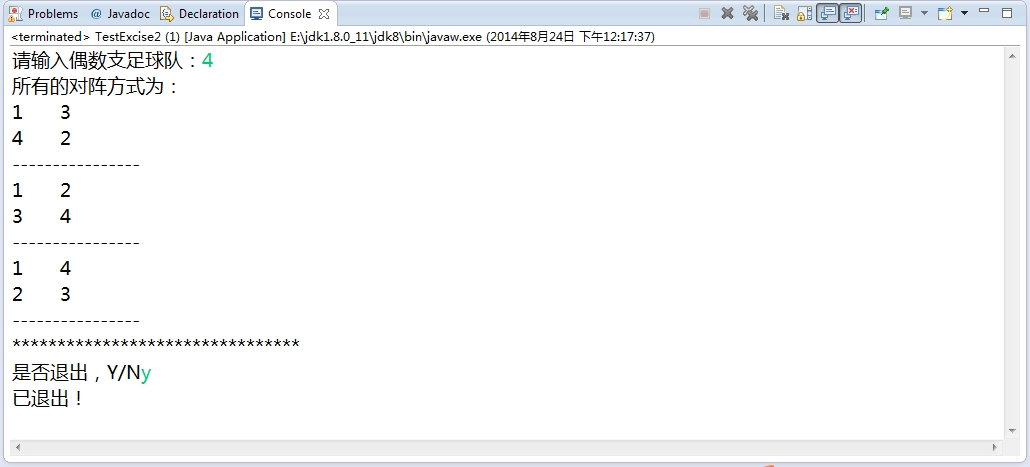 Problems @ Javadoc Declaration Console
<terminated> TestExcise2 (1) [Java Application] E:\jdk1.8.0_11\jdk8\bin\javaw.exe (2014年8月24日 下午12:17:37)
请输入偶数支足球队：4
所有的对阵方式为：
1 3
4 2
----------------
1 2
3 4
----------------
1 4
2 3
----------------
********************************
是否退出，Y/Ny
已退出！